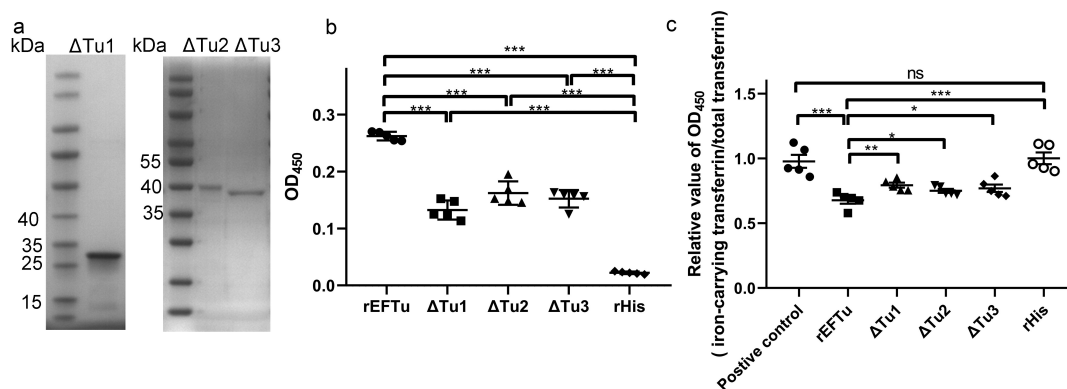 a
kDa ΔTu1
40
35
25
15
kDa ΔTu2 ΔTu3
55
40
35
b
***
*** ***
*** ***
*** ***
OD450
0.3
0.2
0.1
0.0
rEFTu ΔTu1 ΔTu2 ΔTu3 rHis
c
Relative value of OD450
( iron-carrying transferrin/total transferrin)
ns
***
*** *
*
**
1.5
1.0
0.5
0.0
Postive control rEFTu ΔTu1 ΔTu2 ΔTu3 rHis